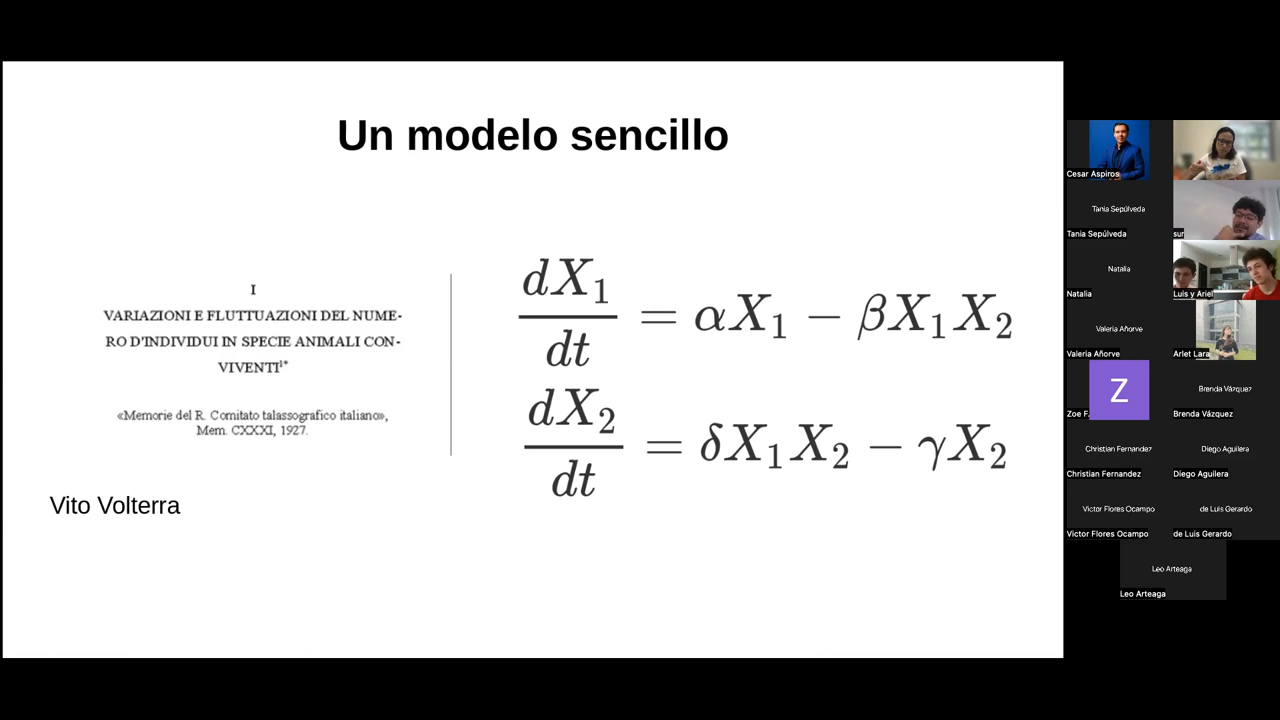 Un modelo sencillo
I
VARIAZIONI E FLUTTUAZIONI DEL NUME-
RO D'INDIVIDUI IN SPECIE ANIMALI CON-
VIVENTI¹*
«Memorie del R. Comitato talassografico italiano»,
Mem. CXXXI, 1927.
Vito Volterra
dX₁/dt = αX₁ − βX₁X₂
dX₂/dt = δX₁X₂ − γX₂
Cesar Aspiros
Tania Sepúlveda
Tania Sepúlveda
sur
Natalia
Natalia
Luis y Ariel
Valeria Añorve
Valeria Añorve
Arlet Lara
Z
Zoe F.
Brenda Vázquez
Brenda Vázquez
Christian Fernandez
Christian Fernandez
Diego Aguilera
Diego Aguilera
Victor Flores Ocampo
Victor Flores Ocampo
de Luis Gerardo
de Luis Gerardo
Leo Arteaga
Leo Arteaga